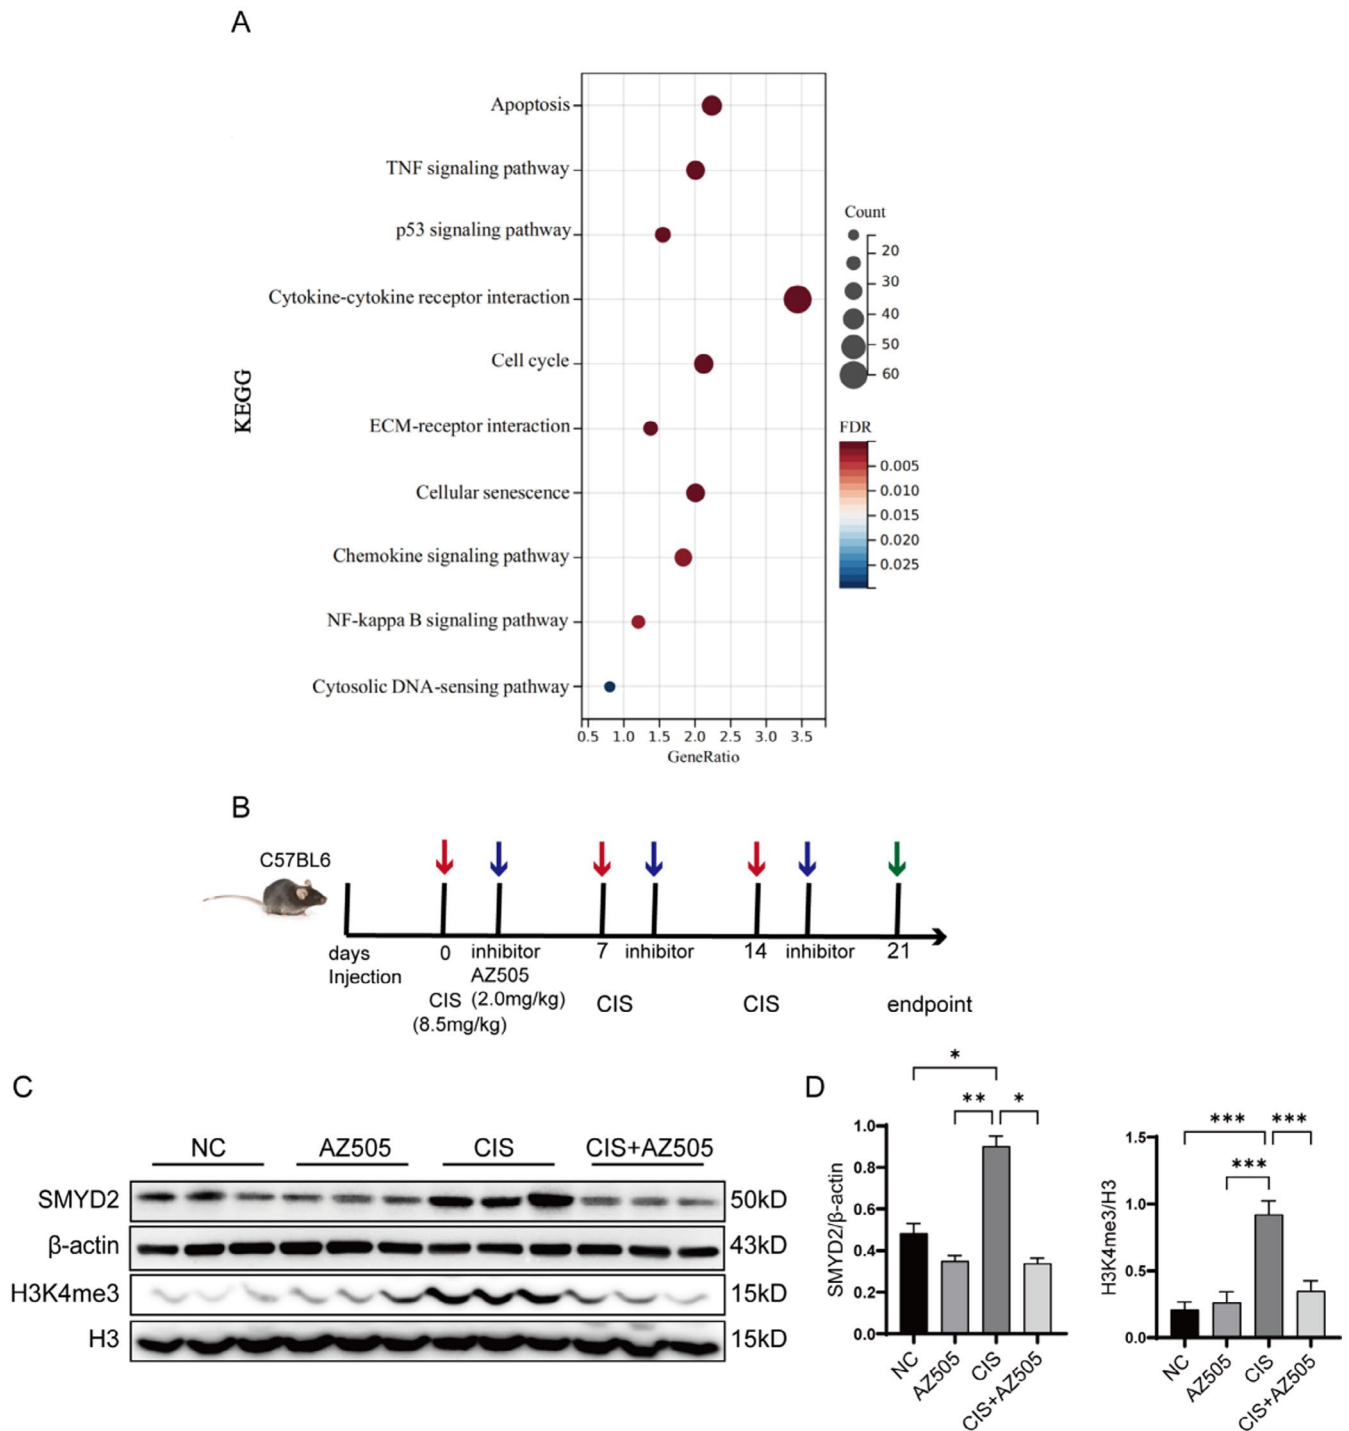 A
Apoptosis
TNF signaling pathway
p53 signaling pathway
Cytokine-cytokine receptor interaction
Cell cycle
ECM-receptor interaction
Cellular senescence
Chemokine signaling pathway
NF-kappa B signaling pathway
Cytosolic DNA-sensing pathway
KEGG
0.5 1.0 1.5 2.0 2.5 3.0 3.5
GeneRatio
Count
20
30
40
50
60
FDR
0.005
0.010
0.015
0.020
0.025
B
C57BL6
days
Injection
0
CIS
(8.5mg/kg)
inhibitor
AZ505
(2.0mg/kg)
7
CIS
inhibitor
14
CIS
inhibitor
21
endpoint
C
NC AZ505 CIS CIS+AZ505
SMYD2 50kD
β-actin 43kD
H3K4me3 15kD
H3 15kD
D
*
** *
SMYD2/β-actin
1.0
0.8
0.6
0.4
0.2
0.0
NC
AZ505
CIS
CIS+AZ505
*** ***
***
H3K4me3/H3
1.5
1.0
0.5
0.0
NC
AZ505
CIS
CIS+AZ505